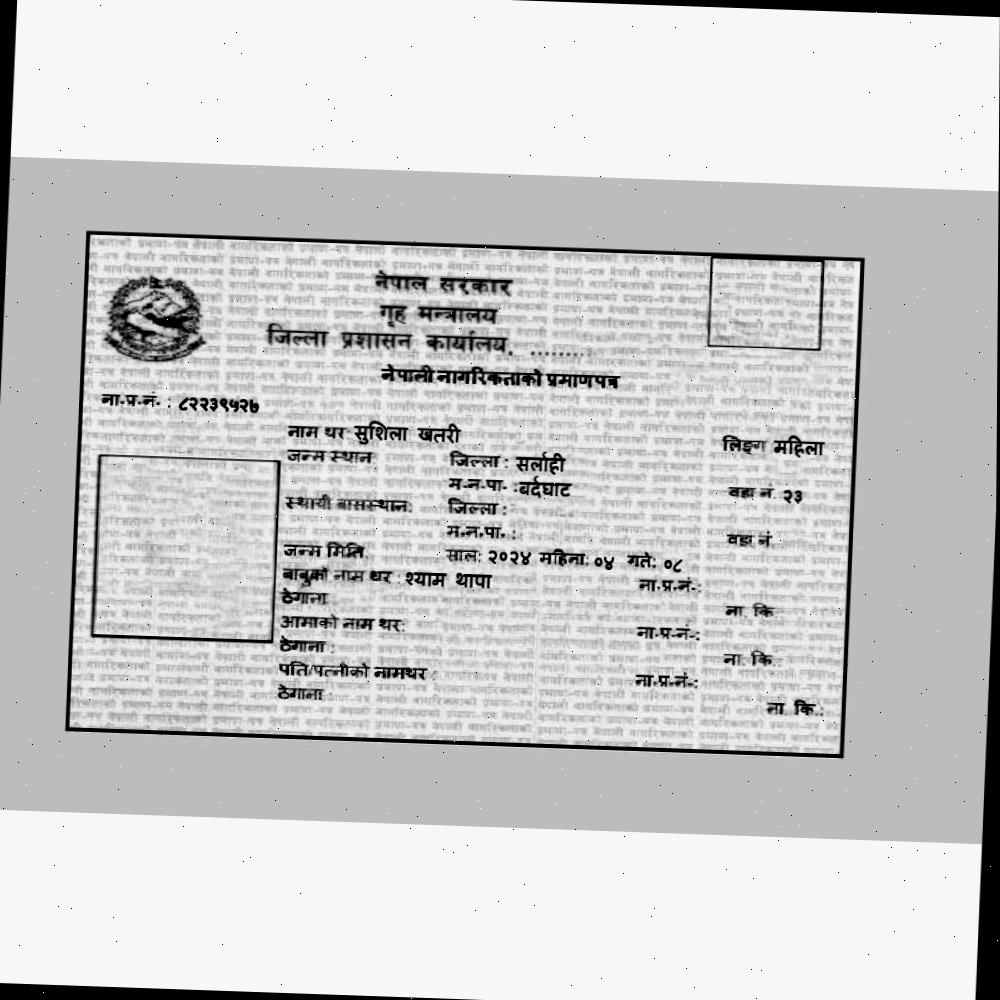 नेपाल सरकार
गृह मन्त्रालय
जिल्ला प्रशासन कार्यालय, .........
नेपाली नागरिकताको प्रमाणपत्र
ना.प्र.नं. : ८२२३९५२७
नाम थर सुशिला खतरी लिङ्ग महिला
जन्म स्थान: जिल्ला : सर्लाही
म.न.पा. : बर्दघाट वडा नं. २३
स्थायी बासस्थान: जिल्ला :
म.न.पा. : वडा नं.
जन्म मिति: साल: २०२४ महिना: ०४ गते: ०८
बाबुको नाम थर : श्याम थापा ना.प्र.नं.:
ठेगाना ना. कि.
आमाको नाम थर: ना.प्र.नं.:
ठेगाना : ना. कि.:
पति/पत्नीको नामथर : ना.प्र.नं.:
ठेगाना: ना. कि.: